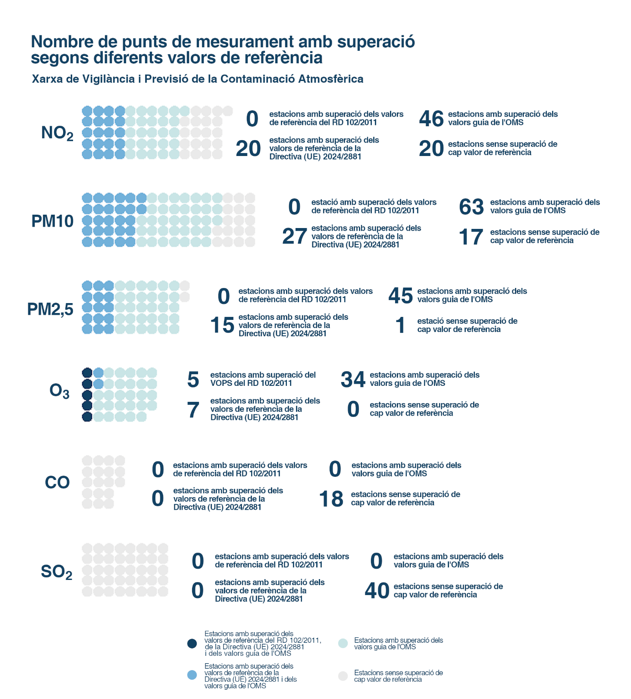 Nombre de punts de mesurament amb superació
segons diferents valors de referència
Xarxa de Vigilància i Previsió de la Contaminació Atmosfèrica
NO2
0 estacions amb superació dels valors
de referència del RD 102/2011
46 estacions amb superació dels
valors guia de l'OMS
20 estacions amb superació dels
valors de referència de la
Directiva (UE) 2024/2881
20 estacions sense superació de
cap valor de referència
PM10
0 estació amb superació dels valors
de referència del RD 102/2011
63 estacions amb superació dels
valors guia de l'OMS
27 estacions amb superació dels
valors de referència de la
Directiva (UE) 2024/2881
17 estacions sense superació de
cap valor de referència
PM2,5
0 estacions amb superació dels valors
de referència del RD 102/2011
45 estacions amb superació dels
valors guia de l'OMS
15 estacions amb superació dels
valors de referència de la
Directiva (UE) 2024/2881
1 estació sense superació de
cap valor de referència
O3
5 estacions amb superació del
VOPS del RD 102/2011
34 estacions amb superació dels
valors guia de l'OMS
7 estacions amb superació dels
valors de referència de la
Directiva (UE) 2024/2881
0 estacions sense superació de
cap valor de referència
CO
0 estacions amb superació dels valors
de referència del RD 102/2011
0 estacions amb superació dels
valors guia de l'OMS
0 estacions amb superació dels
valors de referència de la
Directiva (UE) 2024/2881
18 estacions sense superació de
cap valor de referència
SO2
0 estacions amb superació dels valors
de referència del RD 102/2011
0 estacions amb superació dels
valors guia de l'OMS
0 estacions amb superació dels
valors de referència de la
Directiva (UE) 2024/2881
40 estacions sense superació de
cap valor de referència
Estacions amb superació dels
valors de referència del RD 102/2011,
de la Directiva (UE) 2024/2881
i dels valors guia de l'OMS
Estacions amb superació dels
valors guia de l'OMS
Estacions amb superació dels
valors de referència de la
Directiva (UE) 2024/2881 i dels
valors guia de l'OMS
Estacions sense superació de
cap valor de referència